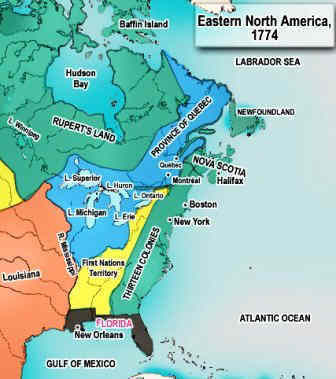 Eastern North America,
1774
Baffin Island
LABRADOR SEA
Hudson
Bay
PROVINCE OF QUEBEC
NEWFOUNDLAND
L. Winnipeg
RUPERT'S LAND
NOVA SCOTIA
Québec
Halifax
L. Superior
L. Huron
Montréal
L. Ontario
Boston
L. Michigan
L. Erie
New York
R. Mississippi
First Nations
Territory
THIRTEEN COLONIES
Louisiana
FLORIDA
ATLANTIC OCEAN
New Orleans
GULF OF MEXICO